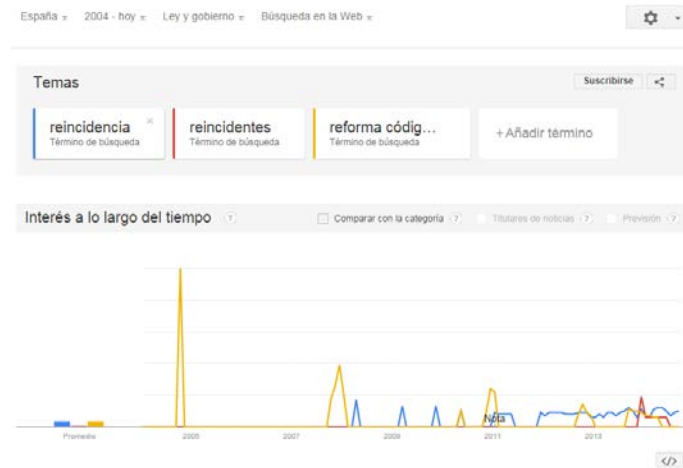 España 2004 - hoy Ley y gobierno Búsqueda en la Web
Temas
Suscribirse
reincidencia ×
Término de búsqueda
reincidentes
Término de búsqueda
reforma códig...
Término de búsqueda
+Añadir término
Interés a lo largo del tiempo ?
Comparar con la categoría ? Titulares de noticias ? Previsión ?
Nota
Promedio 2005 2007 2009 2011 2013
</>